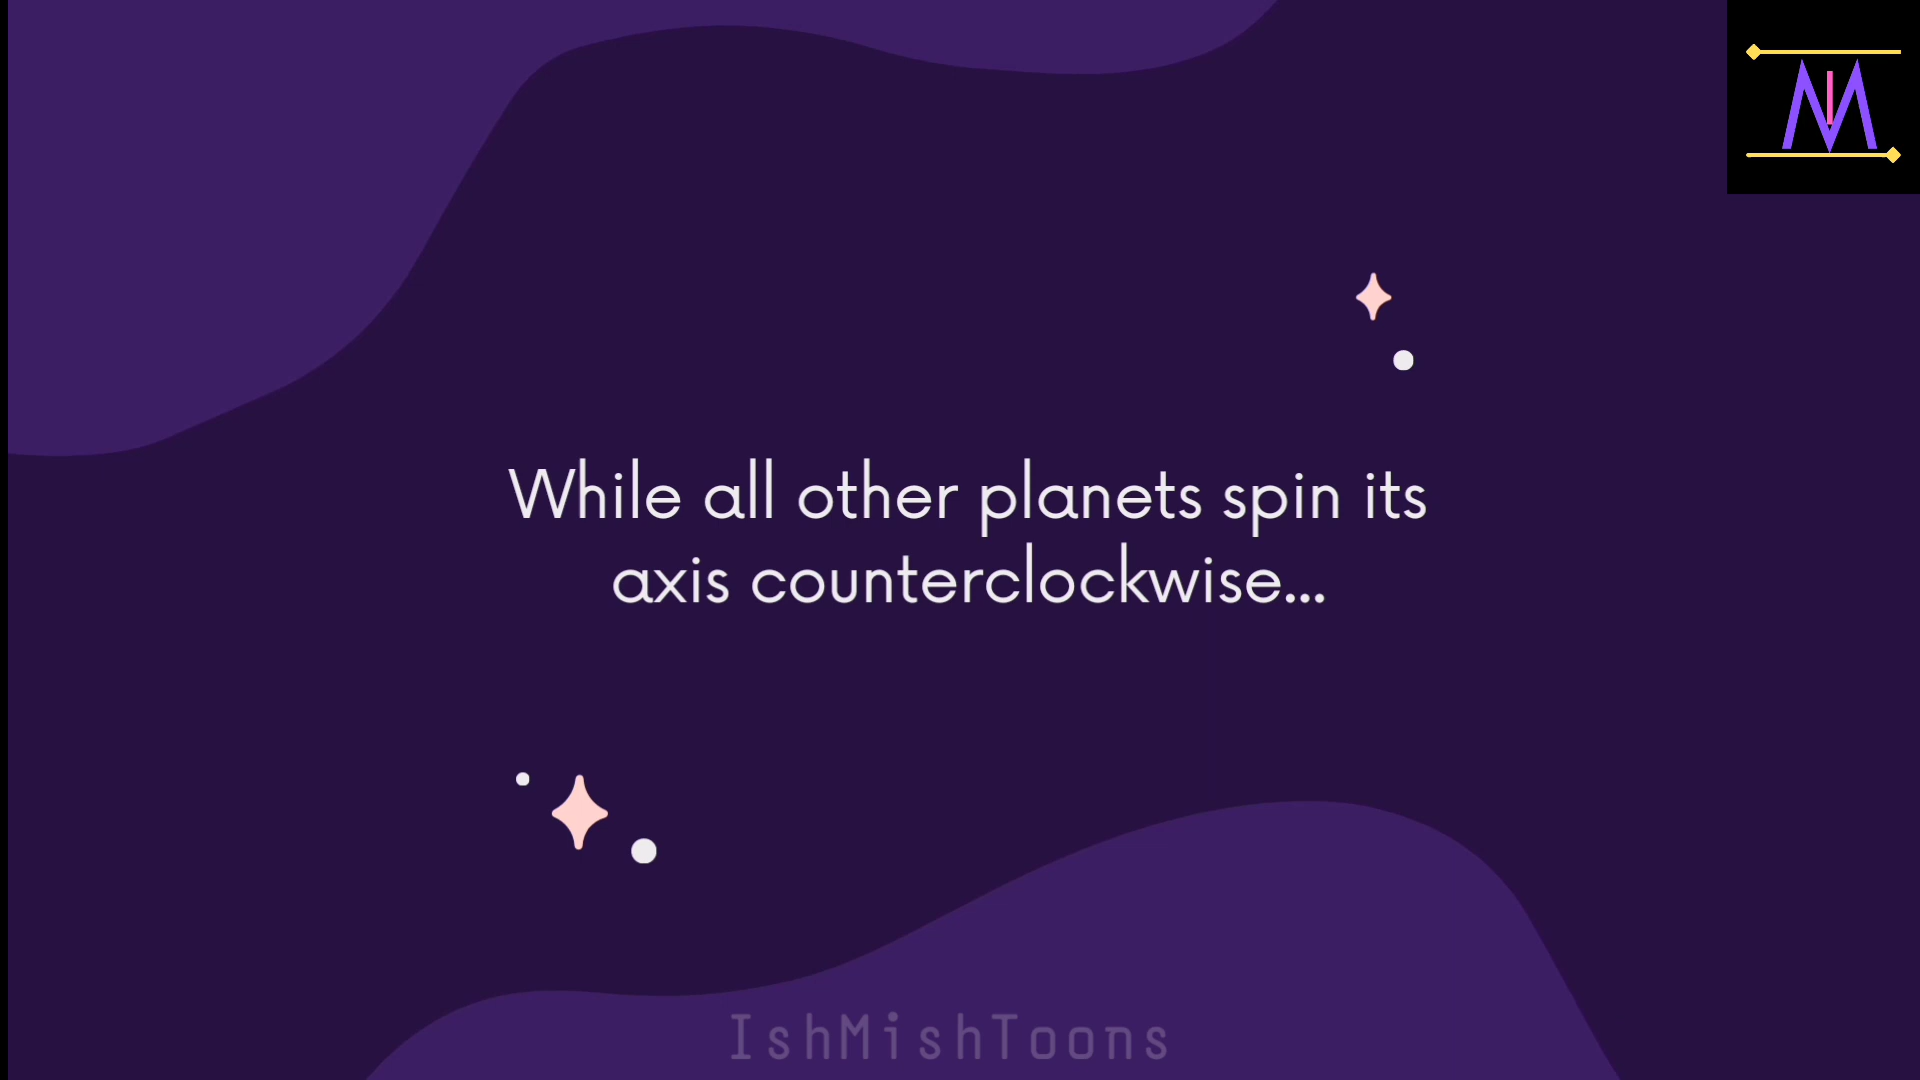 While all other planets spin its
axis counterclockwise...
IshMishToons